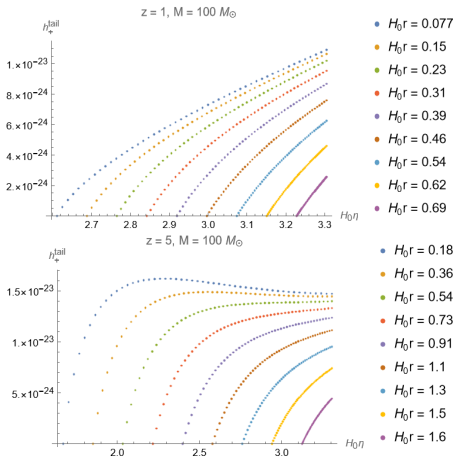 z = 1, M = 100 M⊙
h₊ᵗᵃⁱˡ
1.×10⁻²³
8.×10⁻²⁴
6.×10⁻²⁴
4.×10⁻²⁴
2.×10⁻²⁴
2.7 2.8 2.9 3.0 3.1 3.2 3.3 H₀η
H₀r = 0.077
H₀r = 0.15
H₀r = 0.23
H₀r = 0.31
H₀r = 0.39
H₀r = 0.46
H₀r = 0.54
H₀r = 0.62
H₀r = 0.69
z = 5, M = 100 M⊙
h₊ᵗᵃⁱˡ
1.5×10⁻²³
1.×10⁻²³
5.×10⁻²⁴
2.0 2.5 3.0 H₀η
H₀r = 0.18
H₀r = 0.36
H₀r = 0.54
H₀r = 0.73
H₀r = 0.91
H₀r = 1.1
H₀r = 1.3
H₀r = 1.5
H₀r = 1.6